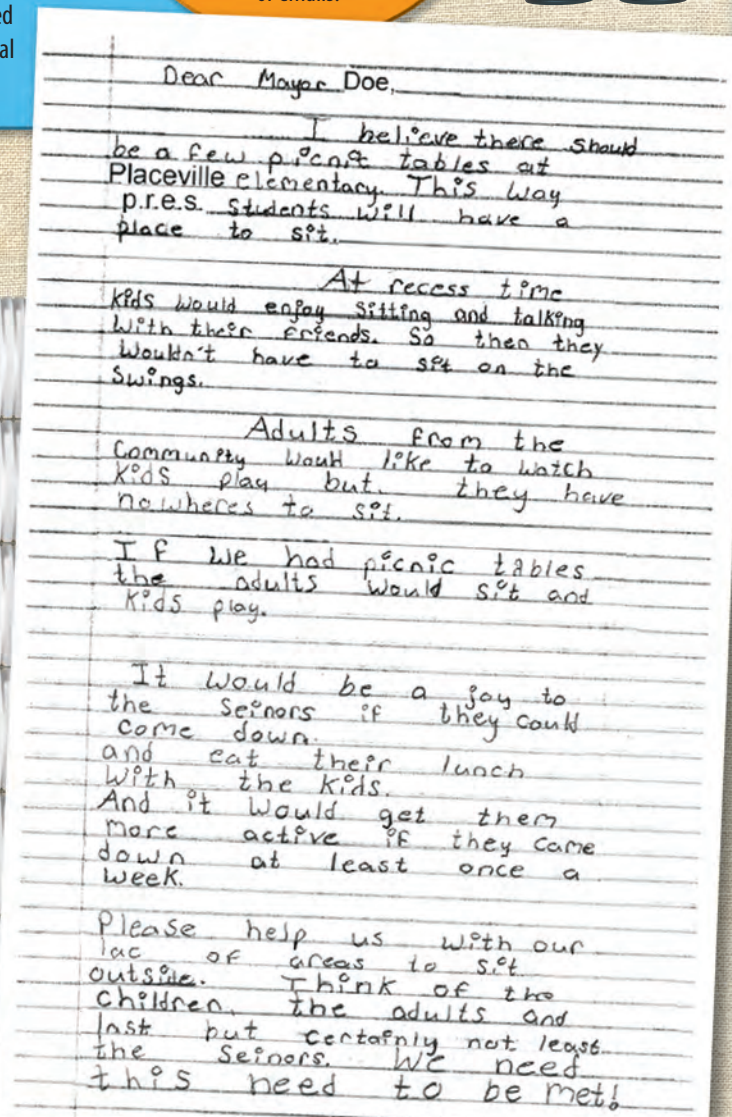 ed
al
or emails.
Dear Mayor Doe,
I believe there should
be a few picnic tables at
Placeville elementary. This way
p.r.e.s. students will have a
place to sit.
At recess time
kids would enjoy sitting and talking
with their friends. So then they
wouldn't have to sit on the
swings.
Adults from the
community would like to watch
kids play but. they have
nowheres to sit.
If we had picnic tables
the adults would sit and
kids play.
It would be a joy to
the seinors if they could
come down.
and eat their lunch
with the kids.
And it would get them
more active if they came
down at least once a
week.
Please help us with our
lac of areas to sit
outside. Think of the
children, the adults and
last but certainly not least
the seinors. We need
this need to be met!